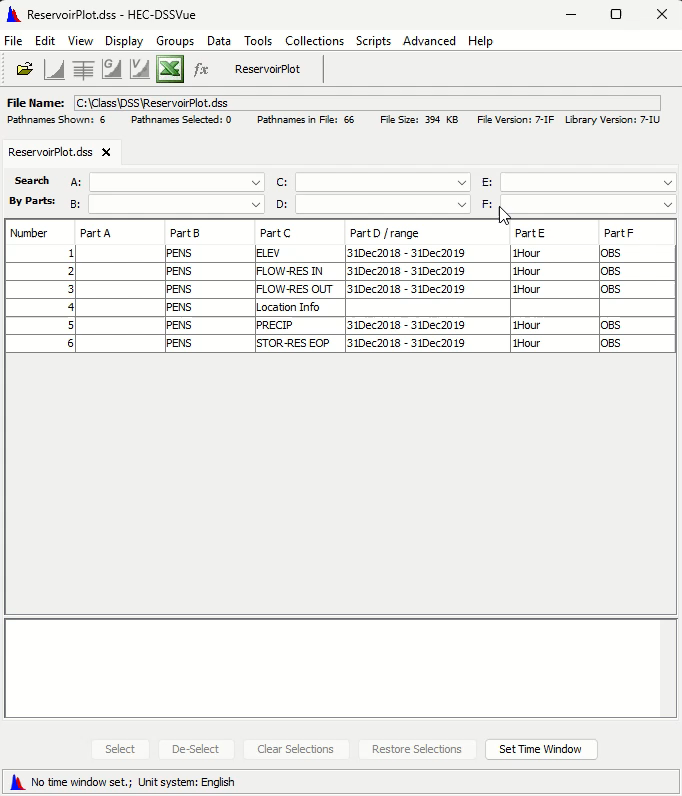 ReservoirPlot.dss - HEC-DSSVue
File Edit View Display Groups Data Tools Collections Scripts Advanced Help
G V fx ReservoirPlot
File Name: C:\Class\DSS\ReservoirPlot.dss
Pathnames Shown: 6 Pathnames Selected: 0 Pathnames in File: 66 File Size: 394 KB File Version: 7-IF Library Version: 7-IU
ReservoirPlot.dss
Search A: C: E:
By Parts: B: D: F:
Number Part A Part B Part C Part D / range Part E Part F
1 PENS ELEV 31Dec2018 - 31Dec2019 1Hour OBS
2 PENS FLOW-RES IN 31Dec2018 - 31Dec2019 1Hour OBS
3 PENS FLOW-RES OUT 31Dec2018 - 31Dec2019 1Hour OBS
4 PENS Location Info
5 PENS PRECIP 31Dec2018 - 31Dec2019 1Hour OBS
6 PENS STOR-RES EOP 31Dec2018 - 31Dec2019 1Hour OBS
Select De-Select Clear Selections Restore Selections Set Time Window
No time window set.; Unit system: English